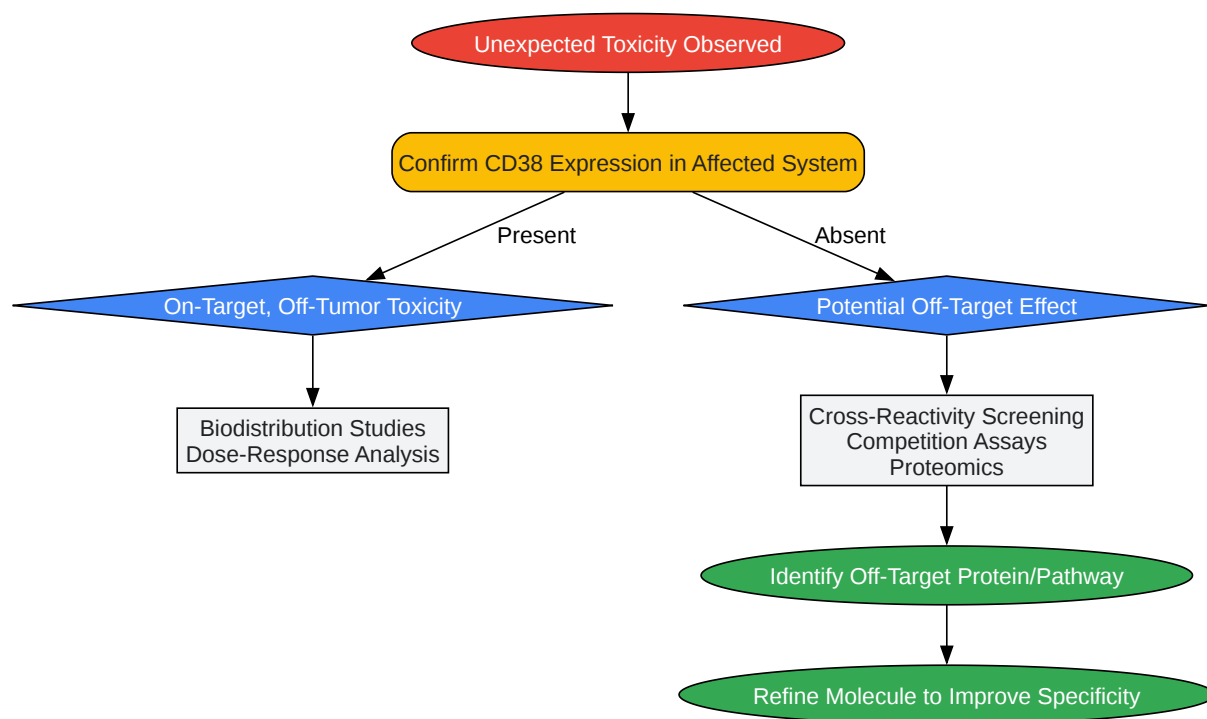 Unexpected Toxicity Observed
Confirm CD38 Expression in Affected System
Present
Absent
On-Target, Off-Tumor Toxicity
Potential Off-Target Effect
Biodistribution Studies
Dose-Response Analysis
Cross-Reactivity Screening
Competition Assays
Proteomics
Identify Off-Target Protein/Pathway
Refine Molecule to Improve Specificity